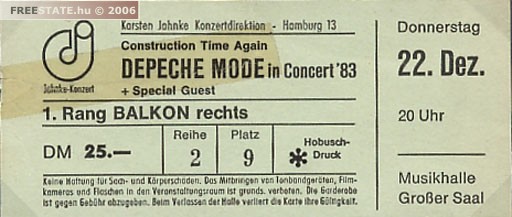 FREESTATE.hu © 2006
Karsten Jahnke Konzertdirektion - Hamburg 13
Construction Time Again
DEPECHE MODE in Concert'83
+ Special Guest
Jahnke-Konzert
1. Rang BALKON rechts
DM 25.—
Reihe
2
Platz
9
Hobusch-
Druck
Keine Haftung für Sach- und Körperschäden. Das Mitbringen von Tonbandgeräten, Film-
kameras und Flaschen in den Veranstaltungsraum ist grunds. verboten. Die Garderobe
ist gegen Gebühr abzugeben. Beim Verlassen der Halle verliert die Karte ihre Gültigkeit.
Donnerstag
22. Dez.
20 Uhr
Musikhalle
Großer Saal